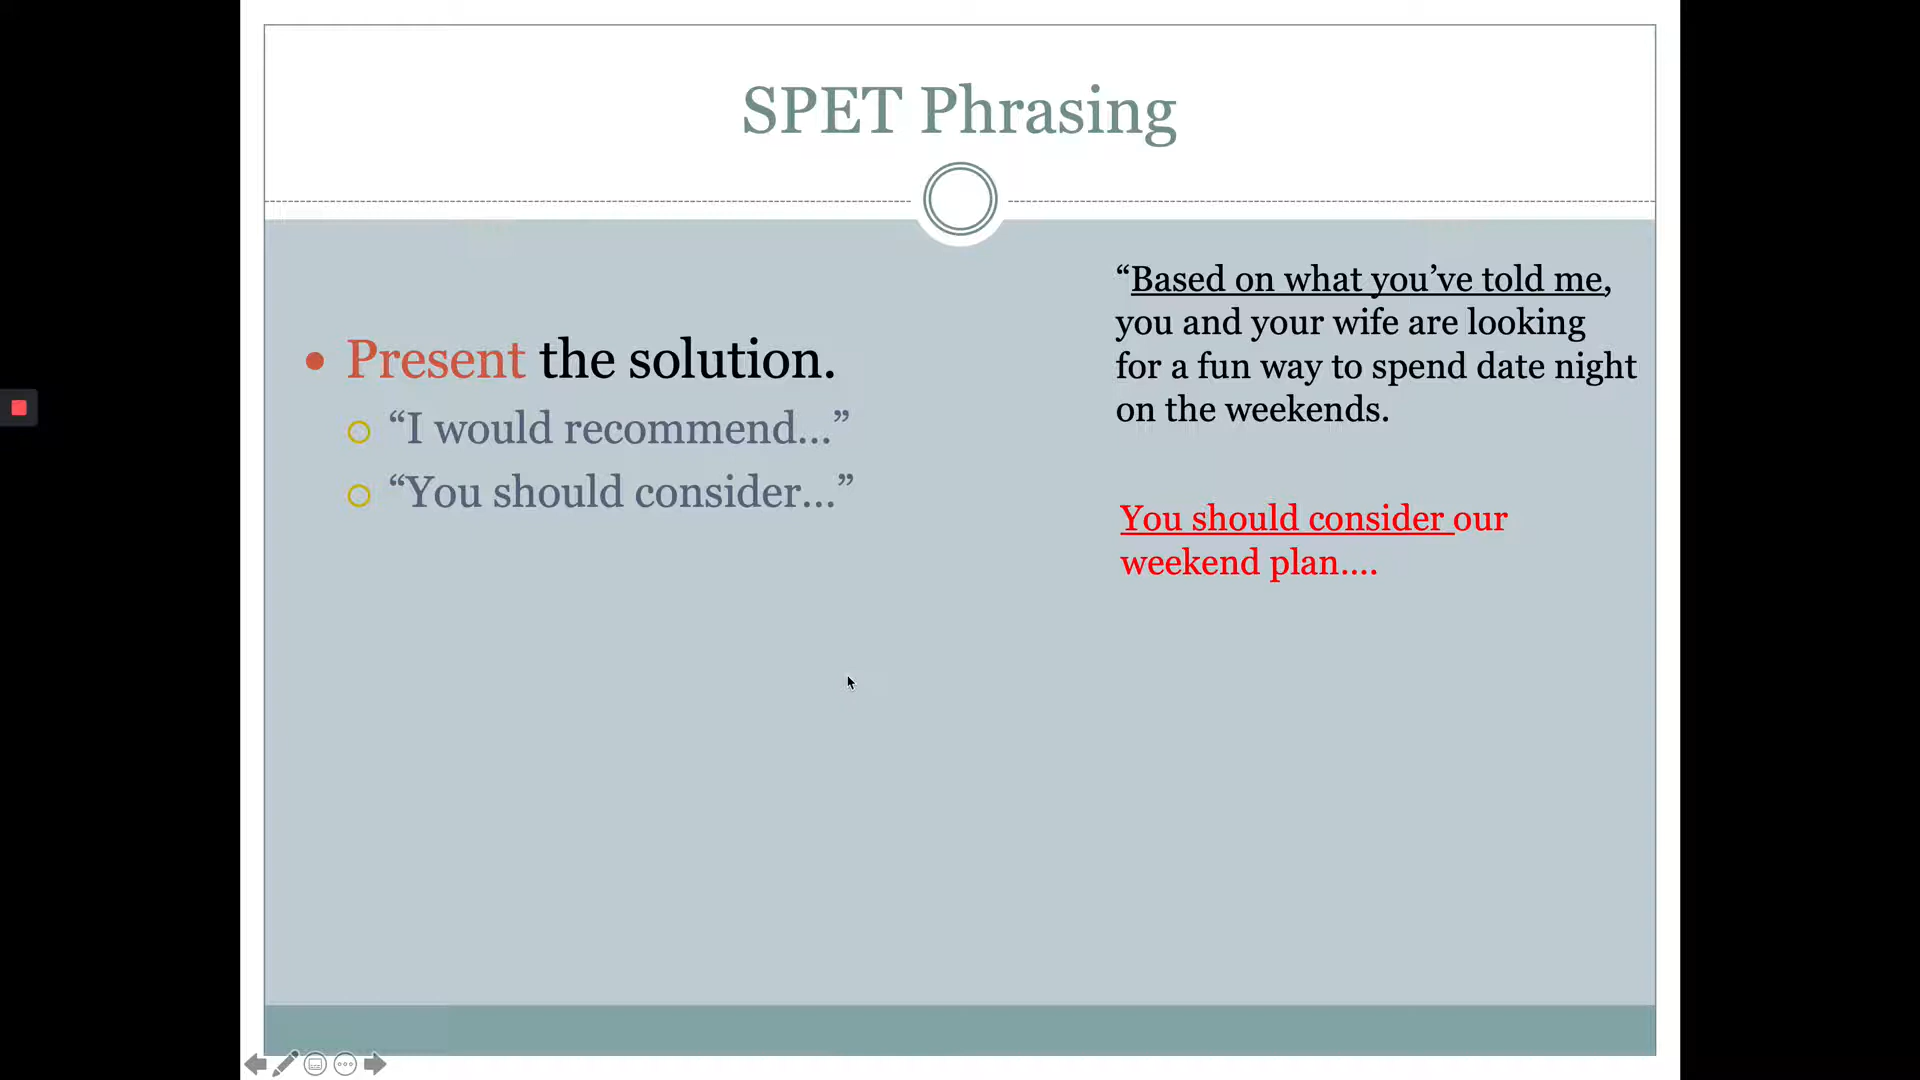 SPET Phrasing
• Present the solution.
“I would recommend…”
“You should consider…”
“Based on what you’ve told me,
you and your wife are looking
for a fun way to spend date night
on the weekends.
You should consider our
weekend plan….